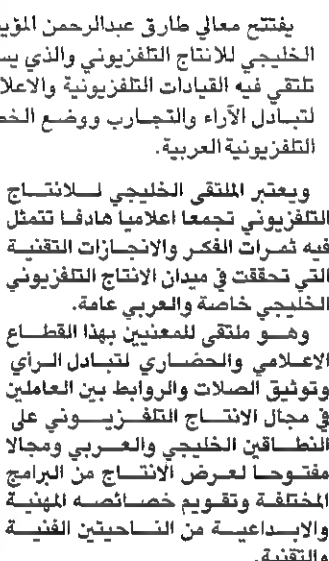 يفتتح معالي طارق عبدالرحمن المؤيد
الخليجي للانتاج التلفزيوني والذي
تلتقي فيه القيادات التلفزيونية
لتبادل الآراء والتجارب ووضع
التلفزيونية العربية.
ويعتبر الملتقى الخليجي للانتاج
التلفزيوني تجمعا اعلاميا هادفا تتمثل
فيه ثمرات الفكر والانجازات التقنية
التي تحققت في ميدان الانتاج التلفزيوني
الخليجي خاصة والعربي عامة.
وهو ملتقى للمعنيين بهذا القطاع
الاعلامي والحضاري لتبادل الرأي
وتوثيق الصلات والروابط بين العاملين
في مجال الانتاج التلفزيوني على
النطاقين الخليجي والعربي ومجالا
مفتوحا لعرض الانتاج من البرامج
المختلفة وتقويم خصائصه المهنية
والابداعية من الناحيتين الفنية
والتقنية.